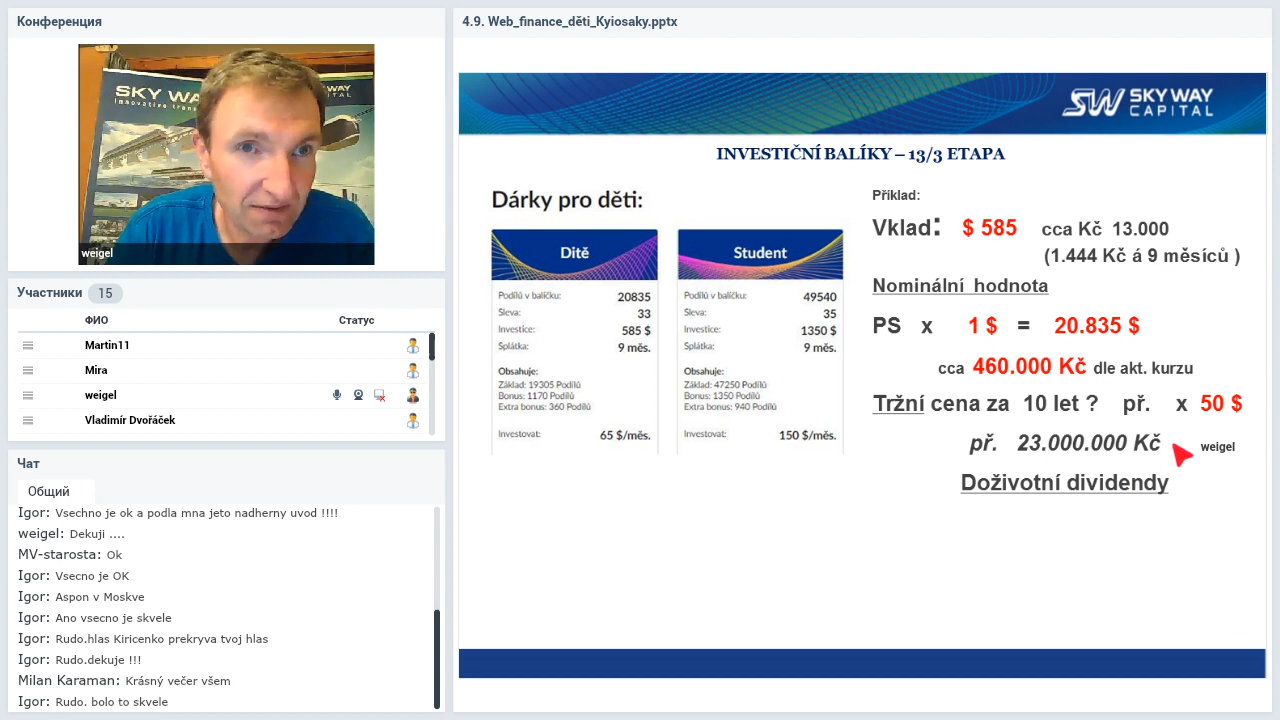 Конференция
SKY WA
Innovative trans
WAY
CAPITAL
weigel
Участники 15
ФИО Статус
Martin11
Mira
weigel
Vladimír Dvořáček
Чат
Общий
Igor: Vsechno je ok a podla mna jeto nadherny uvod !!!!
weigel: Dekuji ....
MV-starosta: Ok
Igor: Vsecno je OK
Igor: Aspon v Moskve
Igor: Ano vsecno je skvele
Igor: Rudo.hlas Kiricenko prekryva tvoj hlas
Igor: Rudo.dekuje !!!
Milan Karaman: Krásný večer všem
Igor: Rudo. bolo to skvele
4.9. Web_finance_děti_Kyiosaky.pptx
SW SKY WAY
CAPITAL
INVESTIČNÍ BALÍKY – 13/3 ETAPA
Dárky pro děti:
Ditě
Podílů v balíčku: 20835
Sleva: 33
Investice: 585 $
Splátka: 9 měs.
Obsahuje:
Základ: 19305 Podílů
Bonus: 1170 Podílů
Extra bonus: 360 Podílů
Investovat: 65 $/měs.
Student
Podílů v balíčku: 49540
Sleva: 35
Investice: 1350 $
Splátka: 9 měs.
Obsahuje:
Základ: 47250 Podílů
Bonus: 1350 Podílů
Extra bonus: 940 Podílů
Investovat: 150 $/měs.
Příklad:
Vklad: $ 585 cca Kč 13.000
(1.444 Kč á 9 měsíců )
Nominální hodnota
PS x 1 $ = 20.835 $
cca 460.000 Kč dle akt. kurzu
Tržní cena za 10 let ? př. x 50 $
př. 23.000.000 Kč
weigel
Doživotní dividendy